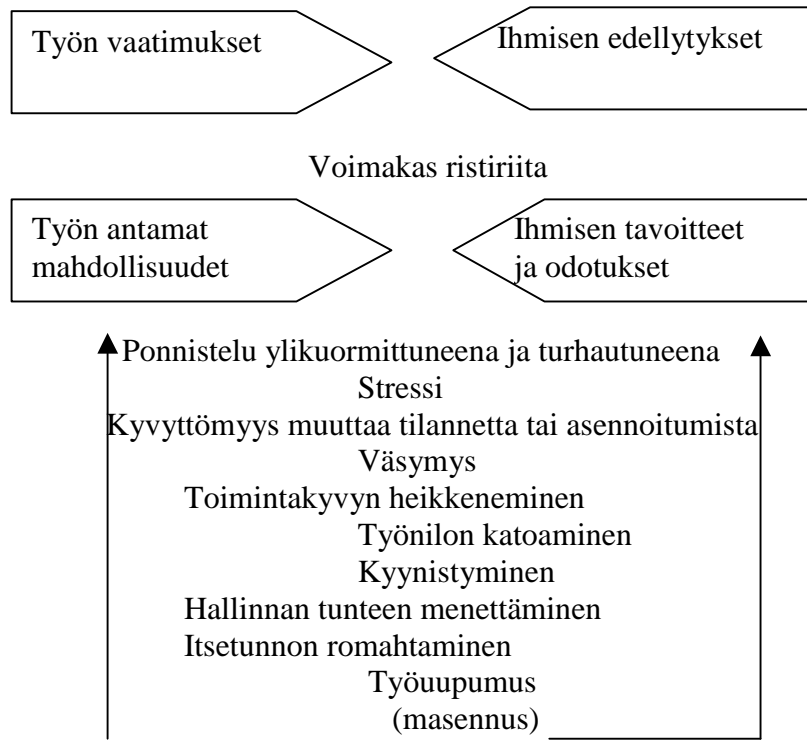 Työn vaatimukset
Ihmisen edellytykset
Voimakas ristiriita
Työn antamat
mahdollisuudet
Ihmisen tavoitteet
ja odotukset
Ponnistelu ylikuormittuneena ja turhautuneena
Stressi
Kyvyttömyys muuttaa tilannetta tai asennoitumista
Väsymys
Toimintakyvyn heikkeneminen
Työnilon katoaminen
Kyynistyminen
Hallinnan tunteen menettäminen
Itsetunnon romahtaminen
Työuupumus
(masennus)